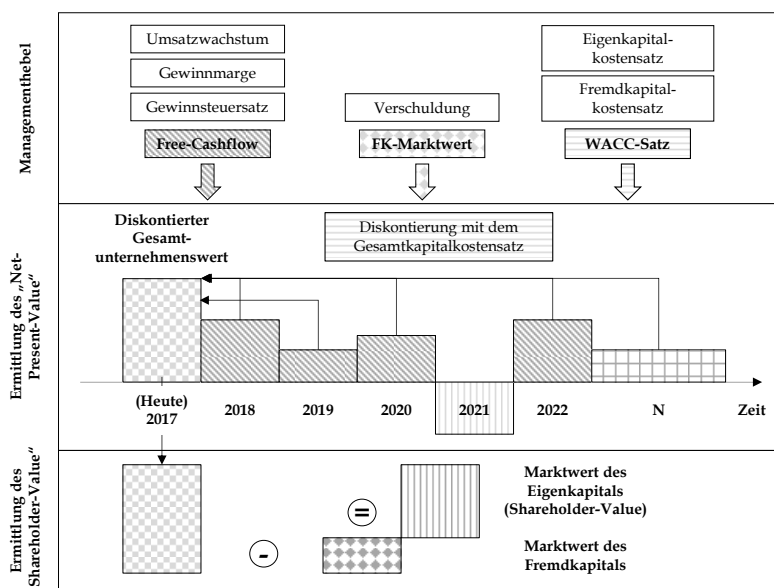 Managementhebel
Umsatzwachstum
Gewinnmarge
Gewinnsteuersatz
Free-Cashflow
Verschuldung
FK-Marktwert
Eigenkapital-
kostensatz
Fremdkapital-
kostensatz
WACC-Satz
Ermittlung des „Net-
Present-Value“
Diskontierter
Gesamt-
unternehmenswert
Diskontierung mit dem
Gesamtkapitalkostensatz
(Heute)
2017
2018
2019
2020
2021
2022
N
Zeit
Ermittlung des
Shareholder-Value“
-
=
Marktwert des
Eigenkapitals
(Shareholder-Value)
Marktwert des
Fremdkapitals